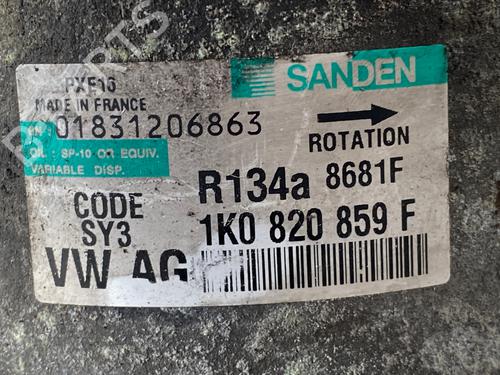 SANDEN
PXE16
MADE IN FRANCE
SN 01831206863
ROTATION
OIL : SP-10 OR EQUIV.
VARIABLE DISP.
R134a 8681F
CODE
SY3
1K0 820 859 F
VW AG